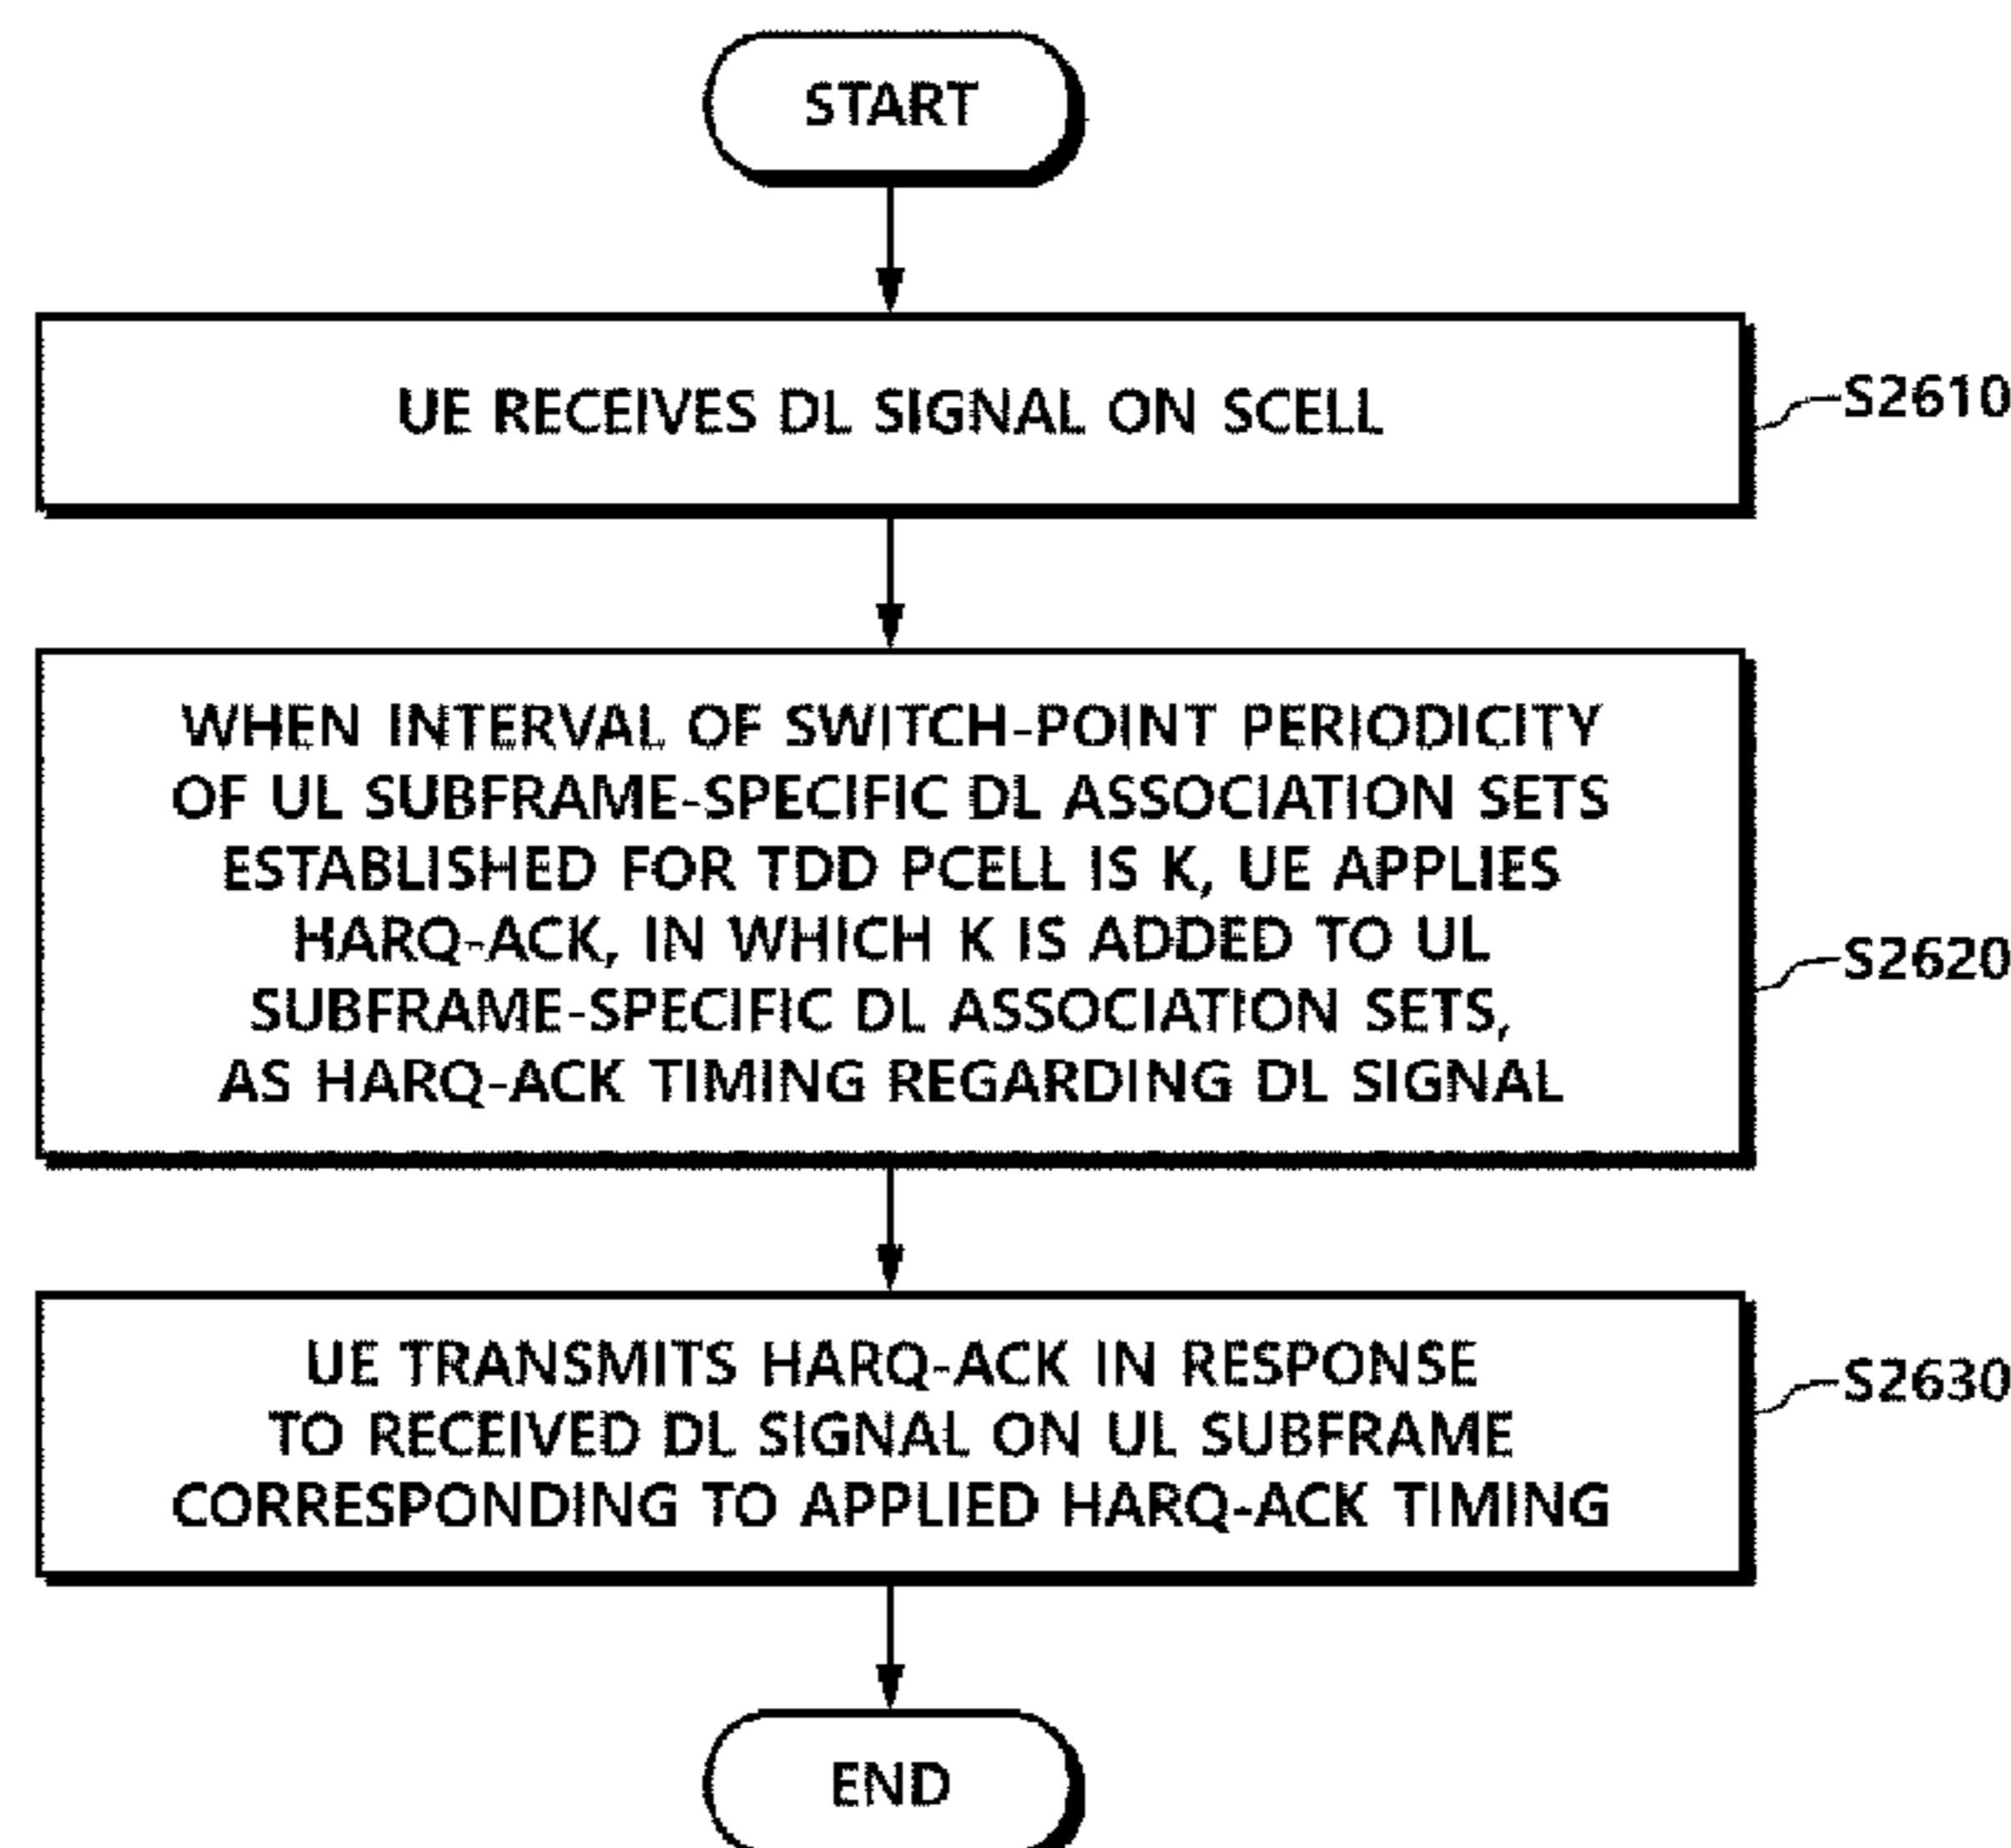 START
UE RECEIVES DL SIGNAL ON SCELL
S2610
WHEN INTERVAL OF SWITCH-POINT PERIODICITY
OF UL SUBFRAME-SPECIFIC DL ASSOCIATION SETS
ESTABLISHED FOR TDD PCELL IS K, UE APPLIES
HARQ-ACK, IN WHICH K IS ADDED TO UL
SUBFRAME-SPECIFIC DL ASSOCIATION SETS,
AS HARQ-ACK TIMING REGARDING DL SIGNAL
S2620
UE TRANSMITS HARQ-ACK IN RESPONSE
TO RECEIVED DL SIGNAL ON UL SUBFRAME
CORRESPONDING TO APPLIED HARQ-ACK TIMING
S2630
END